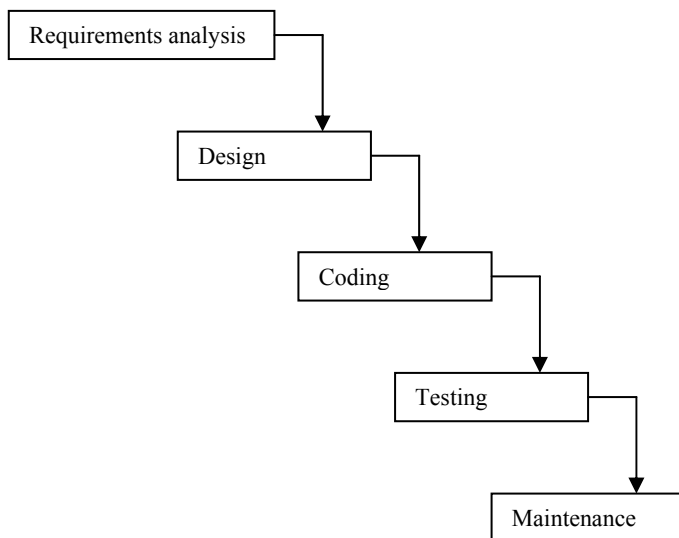 Requirements analysis
Design
Coding
Testing
Maintenance